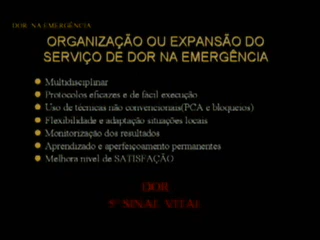 DOR NA EMERGÊNCIA
ORGANIZAÇÃO OU EXPANSÃO DO
SERVIÇO DE DOR NA EMERGÊNCIA
Multidisciplinar
Protocolos eficazes e de fácil execução
Uso de técnicas não convencionais(PCA e bloqueios)
Flexibilidade e adaptação situações locais
Monitorização dos resultados
Aprendizado e aperfeiçoamento permanentes
Melhora nivel de SATISFAÇÃO
DOR
5º SINAL VITAL